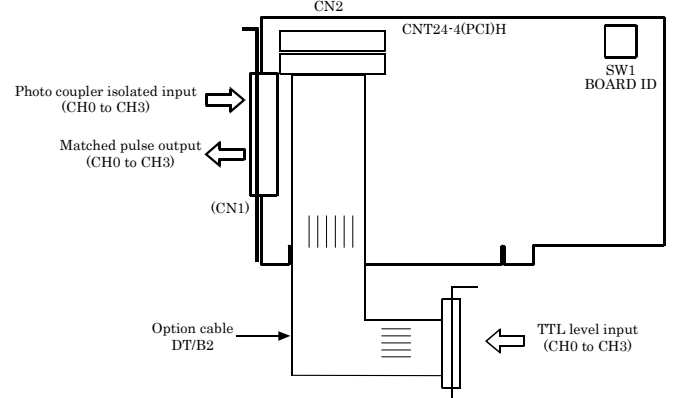 CN2
CNT24-4(PCI)H
SW1
BOARD ID
Photo coupler isolated input
(CH0 to CH3)
Matched pulse output
(CH0 to CH3)
(CN1)
Option cable
DT/B2
TTL level input
(CH0 to CH3)